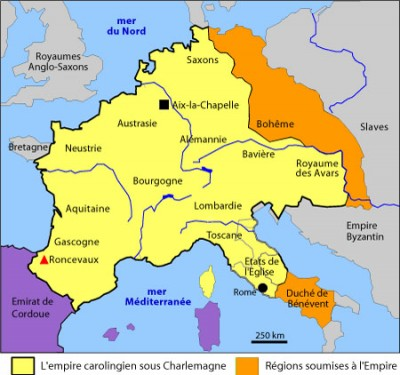 mer
du Nord
Royaumes
Anglo-Saxons
Saxons
Aix-la-Chapelle
Austrasie
Bohême
Slaves
Bretagne
Neustrie
Alémannie
Bavière
Royaume
des Avars
Bourgogne
Aquitaine
Lombardie
Toscane
Empire
Byzantin
Gascogne
Roncevaux
Etats de
l'Eglise
mer
Méditerranée
Rome
Duché de
Bénévent
Emirat de
Cordoue
250 km
L'empire carolingien sous Charlemagne
Régions soumises à l'Empire